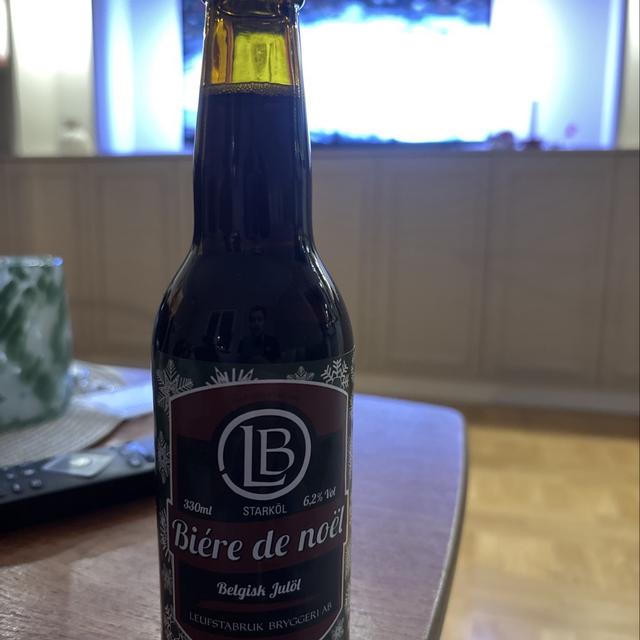 LB
330ml STARKÖL 6,2% Vol
Biére de noël
Belgisk Julöl
LEUFSTABRUK BRYGGERI AB